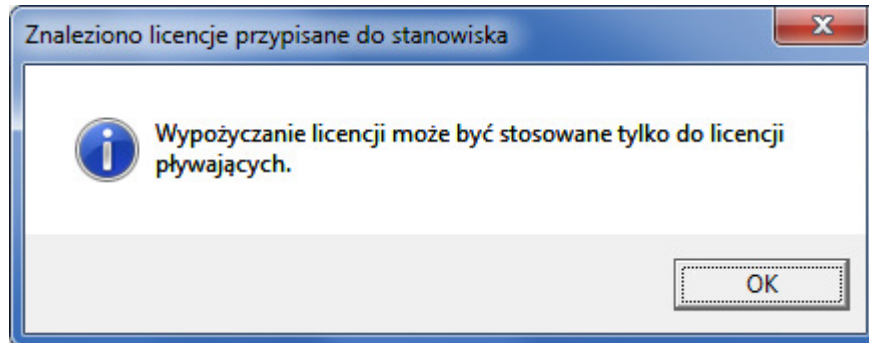 Znaleziono licencje przypisane do stanowiska
Wypożyczanie licencji może być stosowane tylko do licencji
pływających.
OK